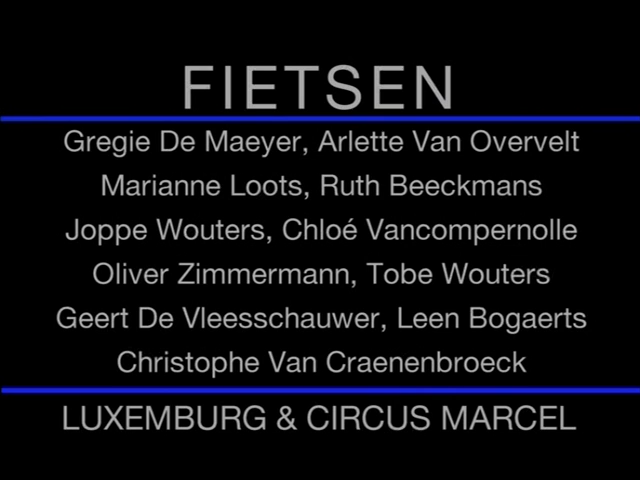 FIETSEN
Gregie De Maeyer, Arlette Van Overvelt
Marianne Loots, Ruth Beeckmans
Joppe Wouters, Chloé Vancompernolle
Oliver Zimmermann, Tobe Wouters
Geert De Vleesschauwer, Leen Bogaerts
Christophe Van Craenenbroeck
LUXEMBURG & CIRCUS MARCEL